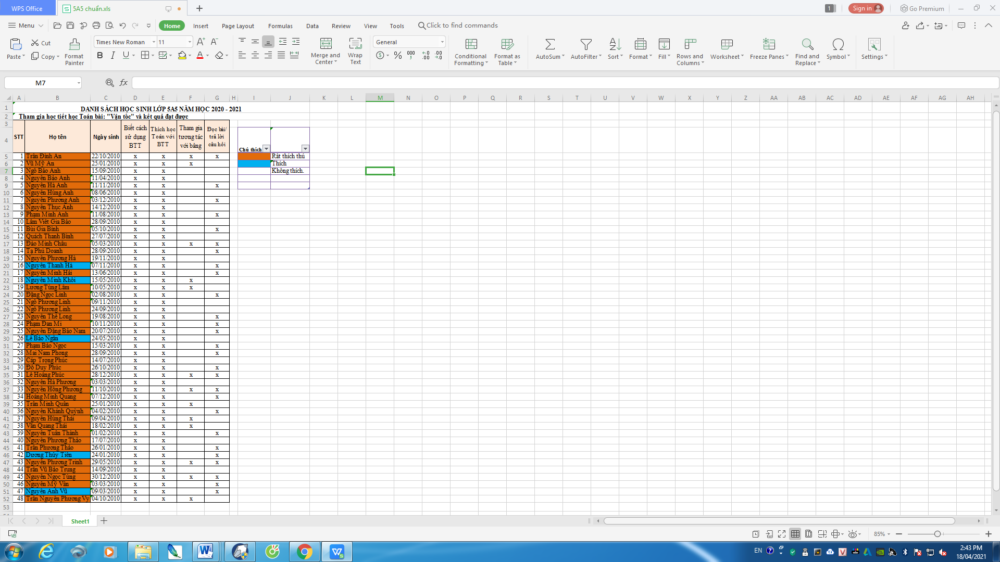 WPS Office
5A5 chuẩn.xls
1
Sign in
Go Premium
Menu
Home
Insert
Page Layout
Formulas
Data
Review
View
Tools
Click to find commands
Paste
Cut
Copy
Format Painter
Times New Roman
11
Merge and Center
Wrap Text
General
Conditional Formatting
Format as Table
AutoSum
AutoFilter
Sort
Format
Fill
Rows and Columns
Worksheet
Freeze Panes
Find and Replace
Symbol
Settings
M7
DANH SÁCH HỌC SINH LỚP 5A5 NĂM HỌC 2020 - 2021
Tham gia học tiết học Toán bài: "Vận tốc" và kết quả đạt được
STT Họ tên Ngày sinh Biết cách sử dụng BTT Thích học Toán với BTT Tham gia tương tác với bảng Đọc bài/ trả lời câu hỏi
Chú thích
Rất thích thú
Thích
Không thích.
1 Trần Đình An 22/10/2010 x x x x
2 Vũ Mỹ An 25/01/2010 x x x
3 Ngô Bảo Anh 15/09/2010 x x
4 Nguyễn Bảo Anh 11/04/2010 x x
5 Nguyễn Hà Anh 11/11/2010 x x x
6 Nguyễn Hùng Anh 08/06/2010 x x
7 Nguyễn Phương Anh 03/12/2010 x x x
8 Nguyễn Thục Anh 14/12/2010 x x
9 Phạm Minh Anh 11/08/2010 x x x
10 Lâm Viết Gia Bảo 28/09/2010 x x
11 Bùi Gia Bình 05/10/2010 x x x
12 Quách Thanh Bình 27/07/2010 x x
13 Đào Minh Châu 05/03/2010 x x x x
14 Tạ Phú Doanh 28/09/2010 x x x
15 Nguyễn Phương Hà 19/11/2010 x x
16 Nguyễn Thanh Hà 07/11/2010 x x x
17 Nguyễn Minh Hải 13/06/2010 x x x
18 Nguyễn Minh Khôi 15/05/2010 x x x
19 Lương Tùng Lâm 10/05/2010 x x x
20 Đặng Ngọc Linh 02/08/2010 x x x
21 Ngô Phương Linh 09/11/2010 x x
22 Ngô Phương Linh 24/09/2010 x x
23 Nguyễn Thế Long 19/08/2010 x x x
24 Phạm Đan Mi 10/11/2010 x x x
25 Nguyễn Đặng Bảo Nam 20/07/2010 x x x
26 Lê Bảo Ngân 24/05/2010 x x
27 Phạm Bảo Ngọc 15/03/2010 x x x
28 Mai Nam Phong 28/09/2010 x x x
29 Cáp Trọng Phúc 14/07/2010 x x
30 Đỗ Duy Phúc 26/10/2010 x x x
31 Lê Hoàng Phúc 28/12/2010 x x x x
32 Nguyễn Hà Phương 03/03/2010 x x
33 Nguyễn Hồng Phương 11/10/2010 x x x x
34 Hoàng Minh Quang 07/12/2010 x x x
35 Trần Minh Quân 25/01/2010 x x x
36 Nguyễn Khánh Quỳnh 04/02/2010 x x x
37 Nguyễn Hùng Thái 09/04/2010 x x x
38 Văn Quang Thái 18/02/2010 x x x
39 Nguyễn Tuấn Thành 01/02/2010 x x x
40 Nguyễn Phương Thảo 17/07/2010 x x
41 Trần Phương Thảo 26/01/2010 x x x
42 Dương Thủy Tiên 24/01/2010 x x x
43 Nguyễn Phương Trinh 29/05/2010 x x x x
44 Trần Vũ Bảo Trung 14/09/2010 x x
45 Nguyễn Ngọc Tùng 30/12/2010 x x x x
46 Nguyễn Mỹ Vân 03/03/2010 x x x
47 Nguyễn Anh Vũ 09/03/2010 x x x
48 Trần Nguyễn Phương Vy 04/10/2010 x x x
Sheet1
85%
EN
2:43 PM
18/04/2021